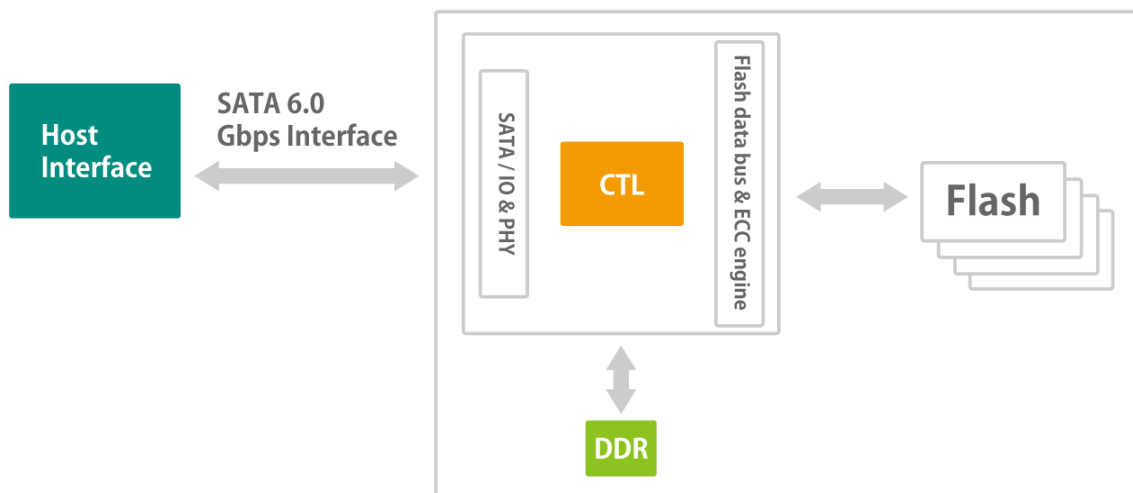 Host
Interface
SATA 6.0
Gbps Interface
SATA / IO & PHY
CTL
Flash data bus & ECC engine
Flash
DDR